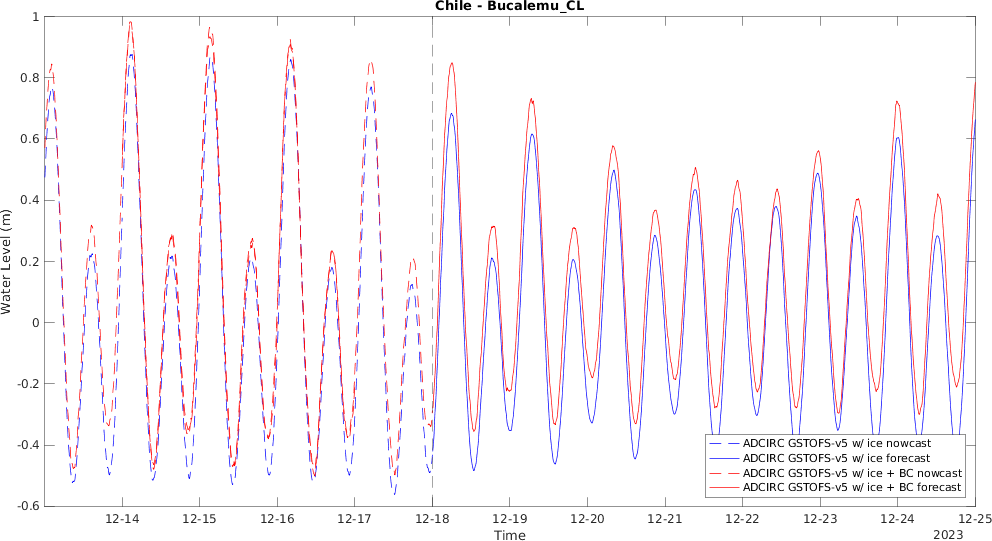 Chile - Bucalemu_CL
Water Level (m)
1
0.8
0.6
0.4
0.2
0
-0.2
-0.4
-0.6
ADCIRC GSTOFS-v5 w/ ice nowcast
ADCIRC GSTOFS-v5 w/ ice forecast
ADCIRC GSTOFS-v5 w/ ice + BC nowcast
ADCIRC GSTOFS-v5 w/ ice + BC forecast
12-14 12-15 12-16 12-17 12-18 12-19 12-20 12-21 12-22 12-23 12-24 12-25
Time
2023